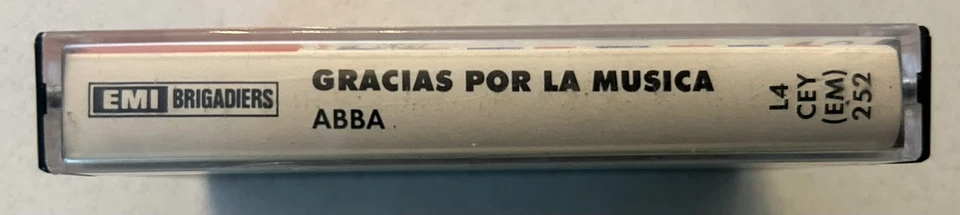 EMI BRIGADIERS
GRACIAS POR LA MUSICA
ABBA
L4
CEY
(EM)
252